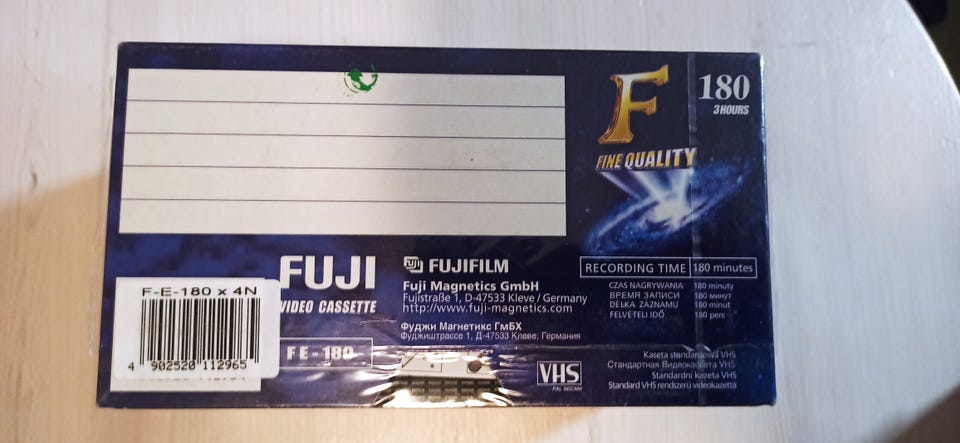 F
FINE QUALITY
180
3 HOURS
FUJI
VIDEO CASSETTE
FE-180
F-E-180 x 4N
4 902520 112965
FUJI FUJIFILM
Fuji Magnetics GmbH
Fujistraße 1, D-47533 Kleve / Germany
http://www.fuji-magnetics.com
Фуджи Магнетикс ГмБХ
Фуджиштрассе 1, Д-47533 Клеве, Германия
RECORDING TIME 180 minutes
CZAS NAGRYWANIA 180 minuty
ВРЕМЯ ЗАПИСИ 180 минут
DÉLKA ZÁZNAMU 180 minut
FELVÉTELI IDŐ 180 perc
VHS
PAL SECAM
Kaseta standardowa VHS
Стандартная Видеокасета VHS
Standardní kazeta VHS
Standard VHS rendszerű videokazetta